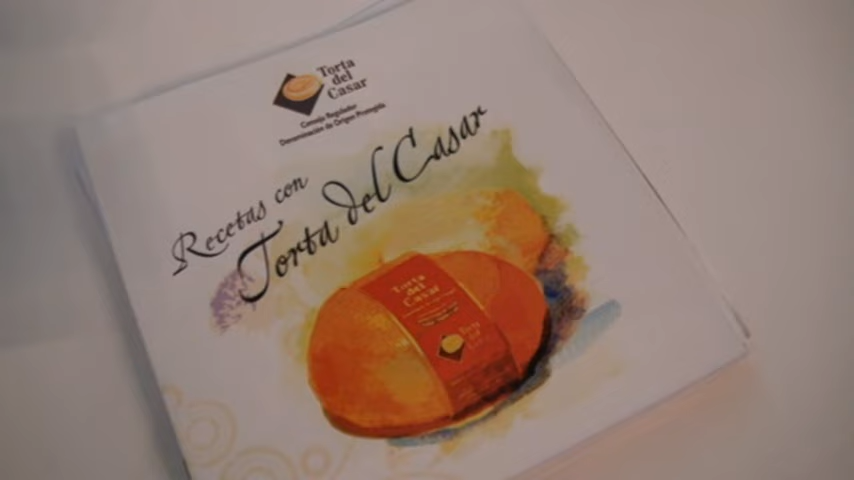 Torta
del
Casar
Consejo Regulador
Denominación de Origen Protegida
Recetas con
Torta del Casar
Torta
del
Casar